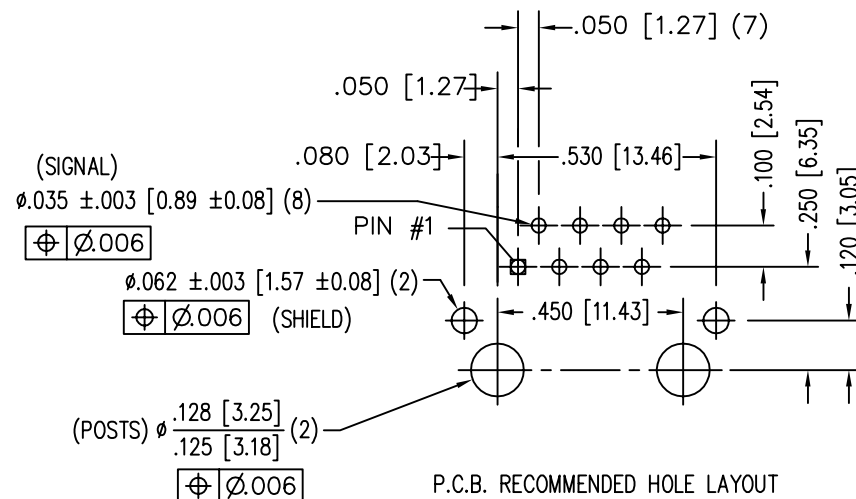 .050 [1.27] (7)
.050 [1.27]
.080 [2.03]
.530 [13.46]
.100 [2.54]
.250 [6.35]
.120 [3.05]
(SIGNAL)
ø.035 ±.003 [0.89 ±0.08] (8)
⌖ Ø.006
PIN #1
ø.062 ±.003 [1.57 ±0.08] (2)
⌖ Ø.006 (SHIELD)
.450 [11.43]
(POSTS) ø .128 [3.25] (2)
.125 [3.18]
⌖ Ø.006
P.C.B. RECOMMENDED HOLE LAYOUT